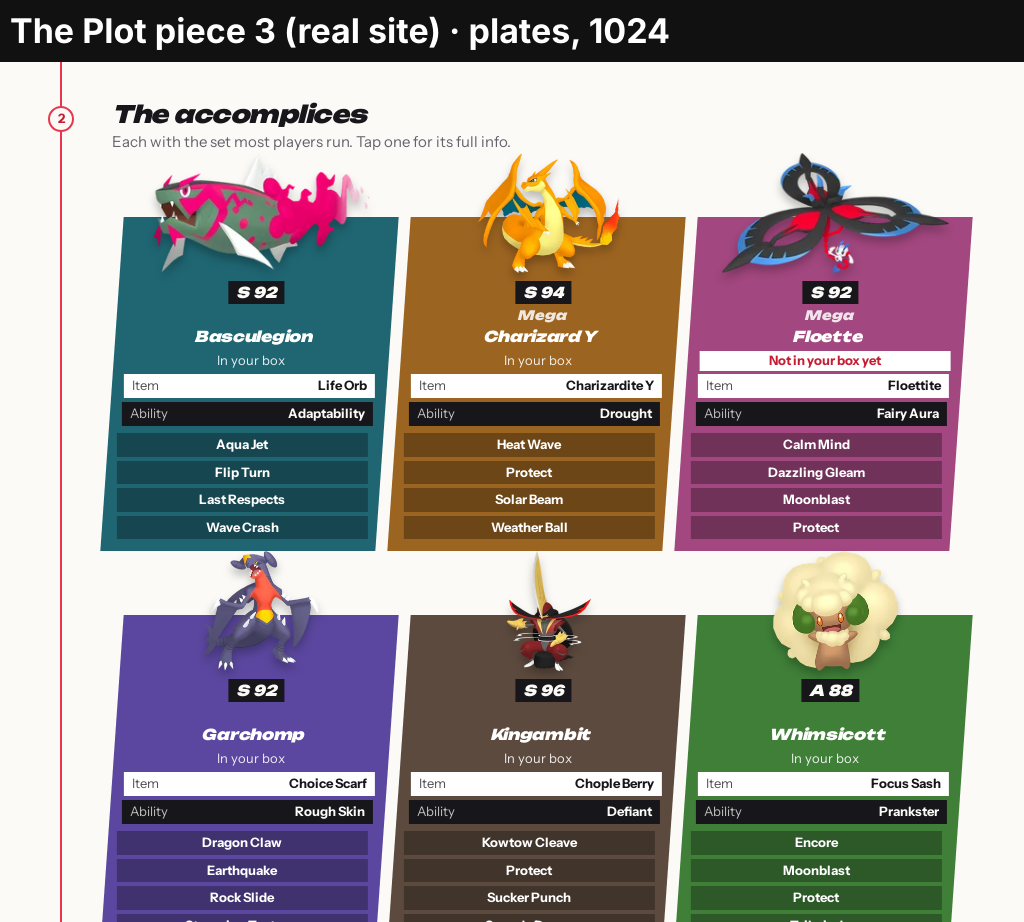 The Plot piece 3 (real site) · plates, 1024
2
The accomplices
Each with the set most players run. Tap one for its full info.
S 92
Basculegion
In your box
Item Life Orb
Ability Adaptability
Aqua Jet
Flip Turn
Last Respects
Wave Crash
S 94
Mega
Charizard Y
In your box
Item Charizardite Y
Ability Drought
Heat Wave
Protect
Solar Beam
Weather Ball
S 92
Mega
Floette
Not in your box yet
Item Floettite
Ability Fairy Aura
Calm Mind
Dazzling Gleam
Moonblast
Protect
S 92
Garchomp
In your box
Item Choice Scarf
Ability Rough Skin
Dragon Claw
Earthquake
Rock Slide
S 96
Kingambit
In your box
Item Chople Berry
Ability Defiant
Kowtow Cleave
Protect
Sucker Punch
A 88
Whimsicott
In your box
Item Focus Sash
Ability Prankster
Encore
Moonblast
Protect